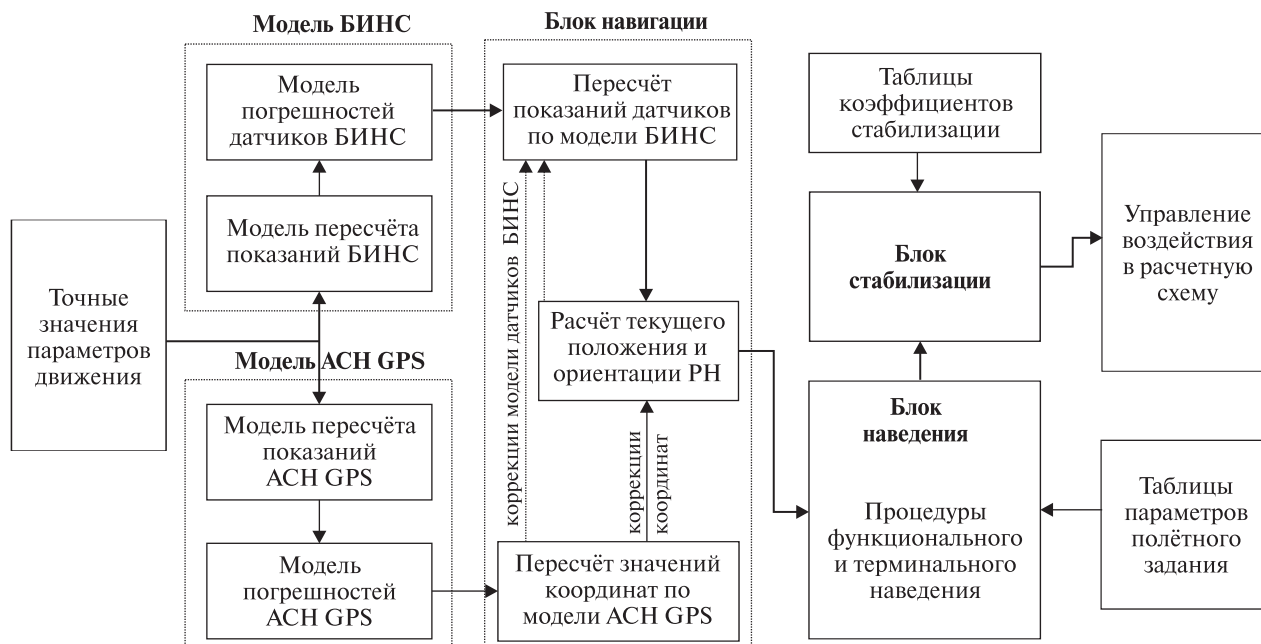 Модель БИНС
Модель
погрешностей
датчиков БИНС
Модель пересчёта
показаний БИНС
Точные
значения
параметров
движения
Модель АСН GPS
Модель пересчёта
показаний
АСН GPS
Модель
погрешностей
АСН GPS
Блок навигации
Пересчёт
показаний датчиков
по модели БИНС
коррекции модели датчиков БИНС
Расчёт текущего
положения и
ориентации РН
коррекции
координат
Пересчёт значений
координат по
модели АСН GPS
Таблицы
коэффициентов
стабилизации
Блок
стабилизации
Управление
воздействия
в расчетную
схему
Блок
наведения
Процедуры
функционального
и терминального
наведения
Таблицы
параметров
полётного
задания